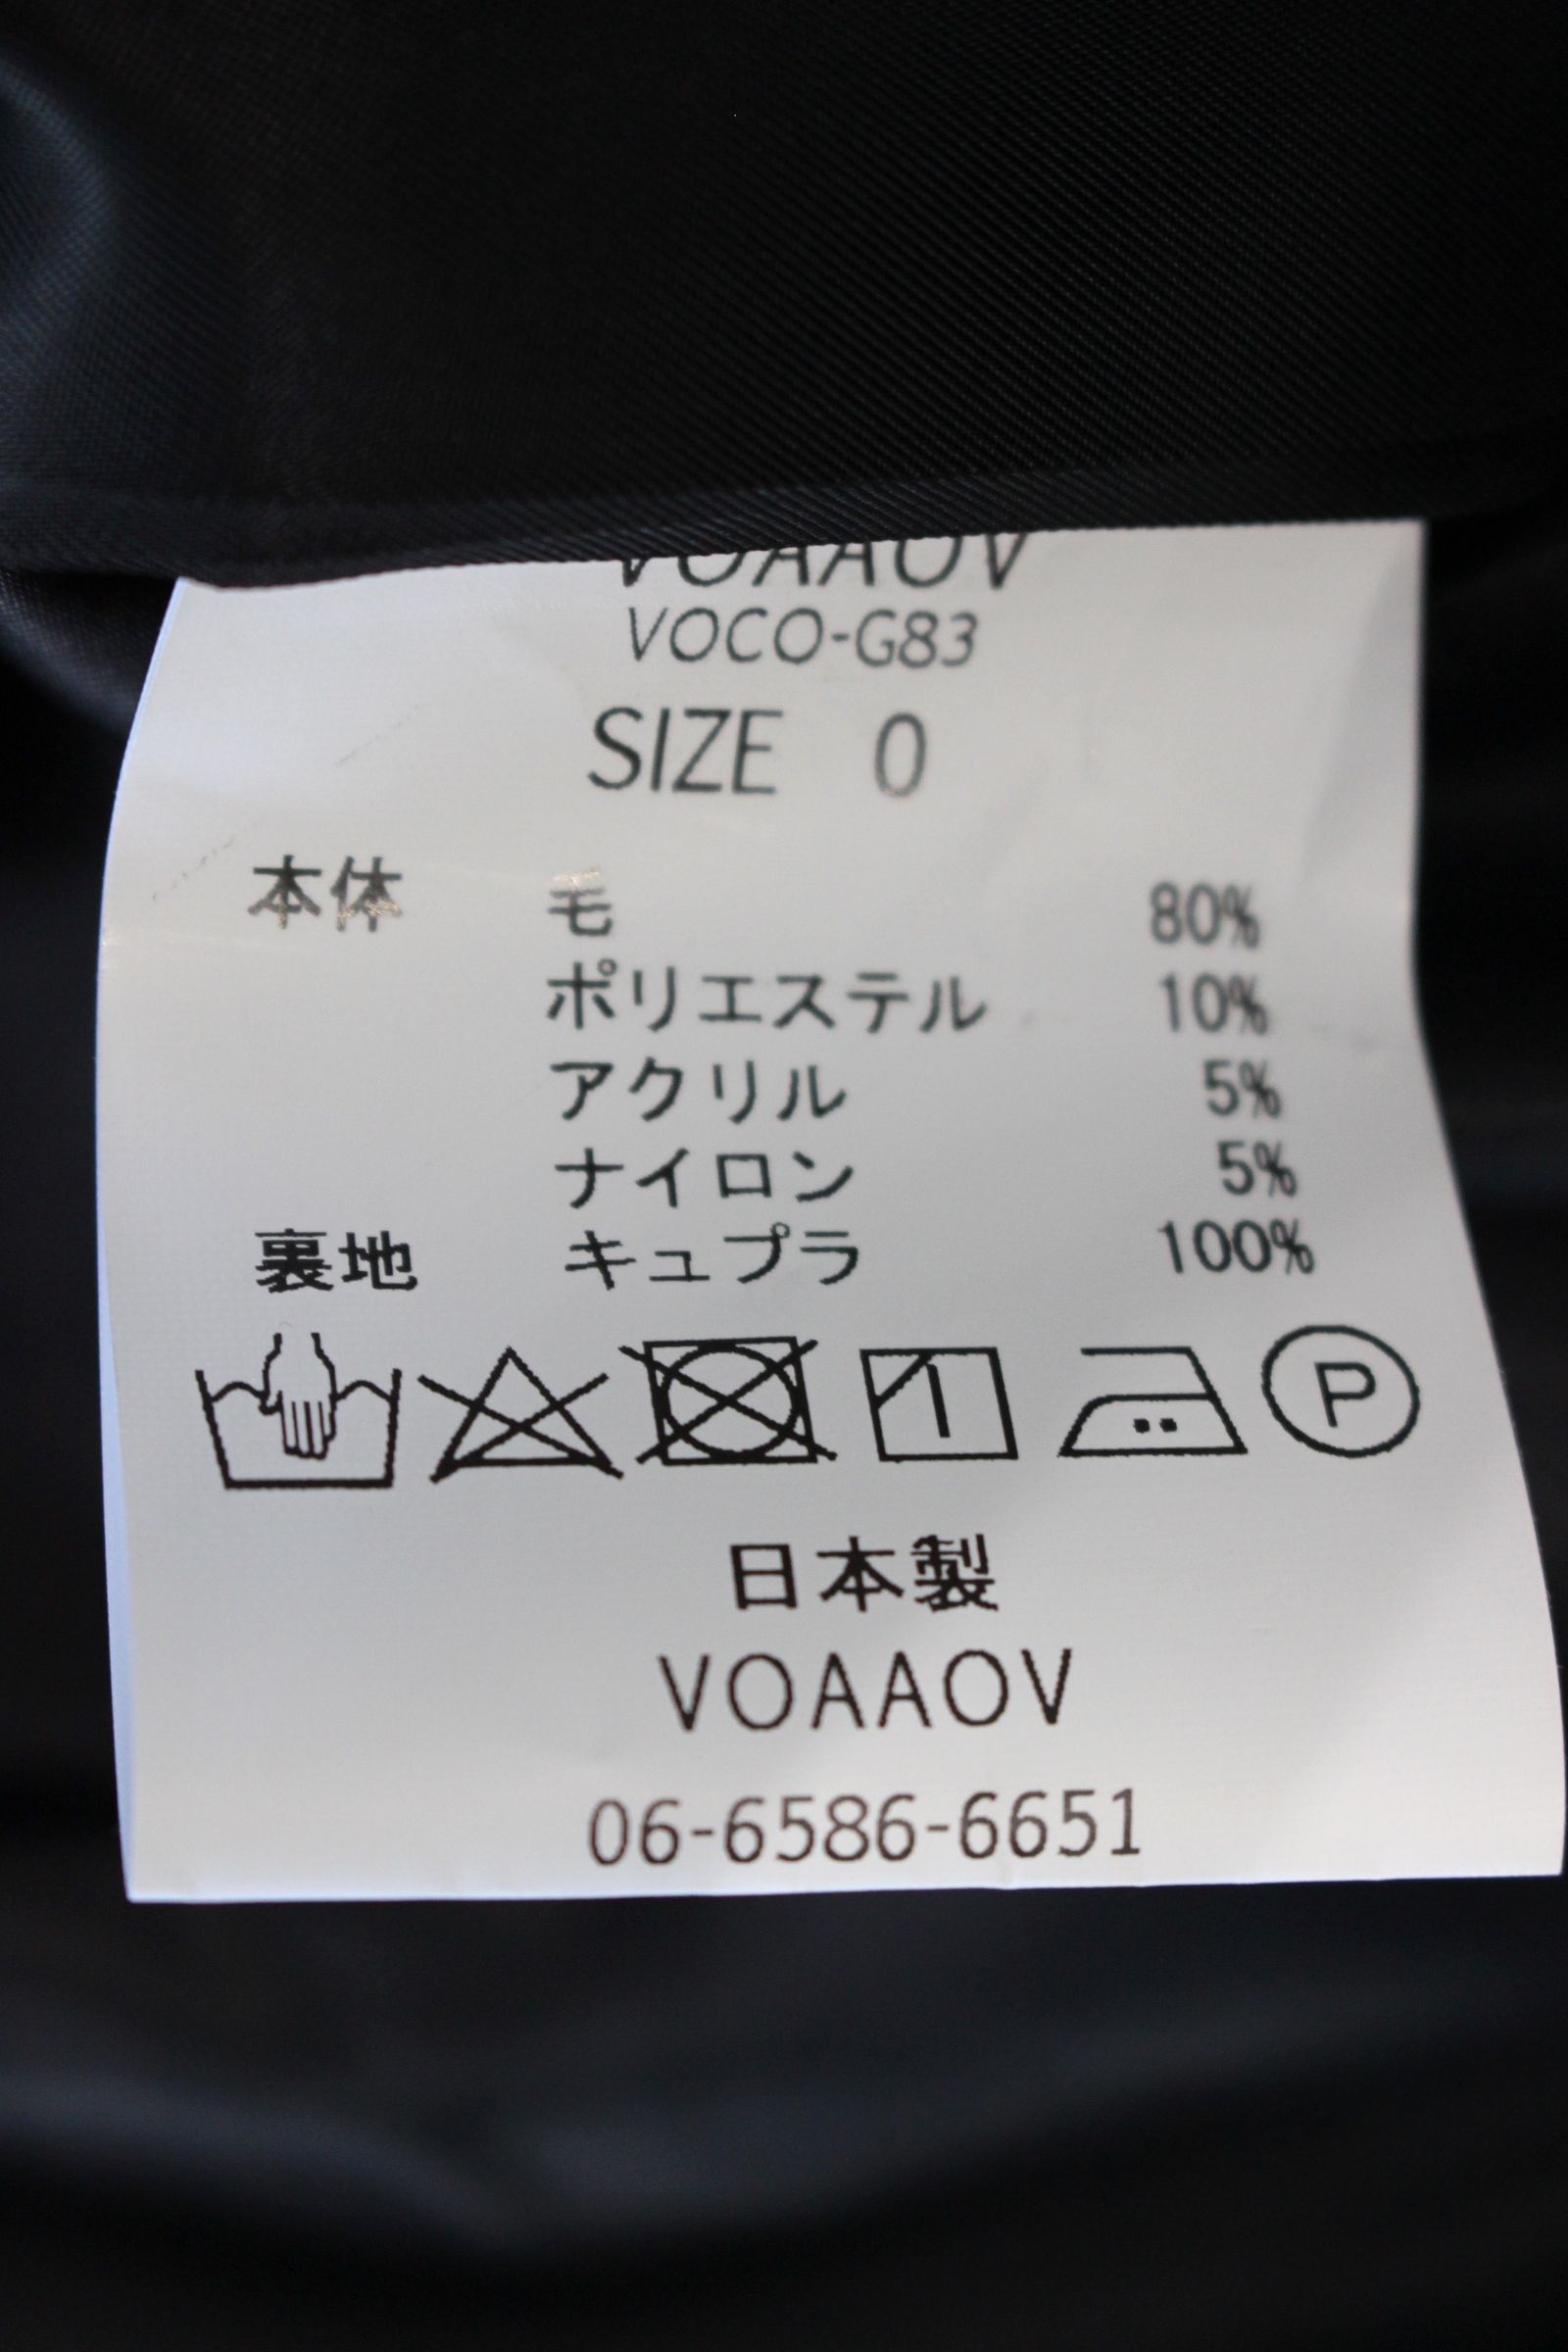 VOAAOV
VOCO-G83
SIZE 0
本体 毛 80%
ポリエステル 10%
アクリル 5%
ナイロン 5%
裏地 キュプラ 100%
P
日本製
VOAAOV
06-6586-6651